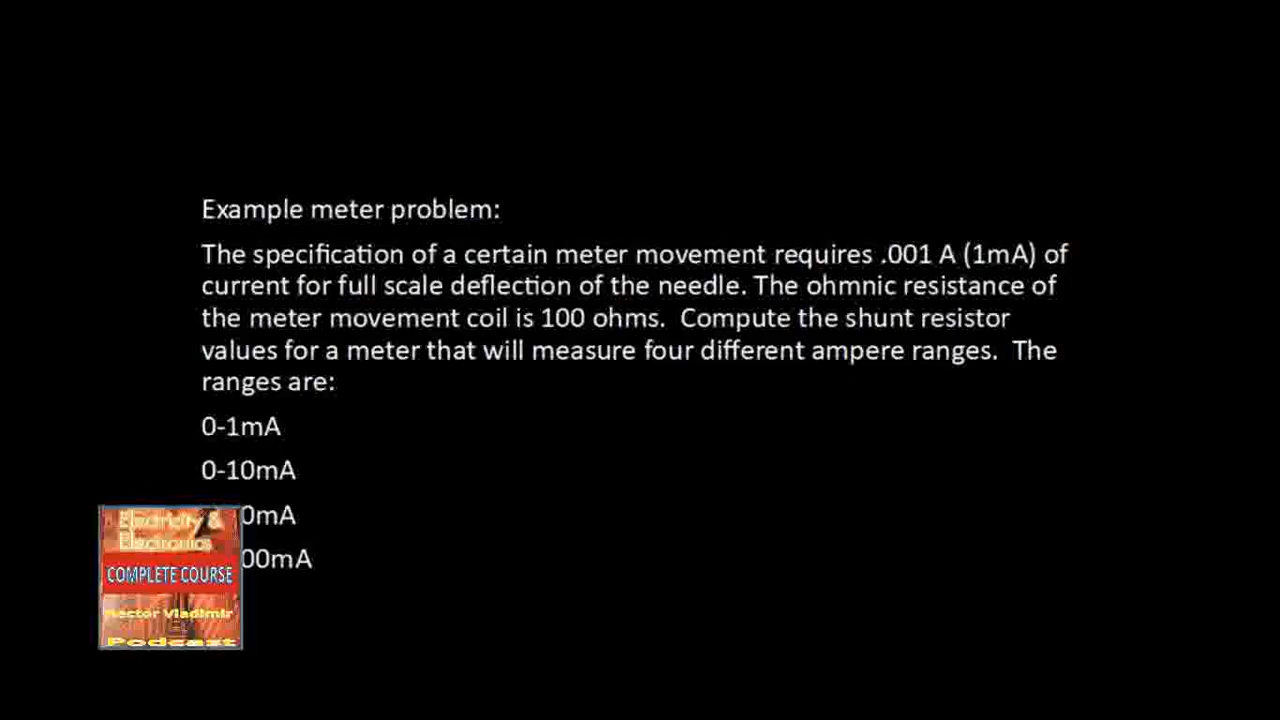 Example meter problem:
The specification of a certain meter movement requires .001 A (1mA) of
current for full scale deflection of the needle. The ohmnic resistance of
the meter movement coil is 100 ohms. Compute the shunt resistor
values for a meter that will measure four different ampere ranges. The
ranges are:
0-1mA
0-10mA
0mA
00mA
Electricity &
Electronics
COMPLETE COURSE
Hector Vladimir
Podcast